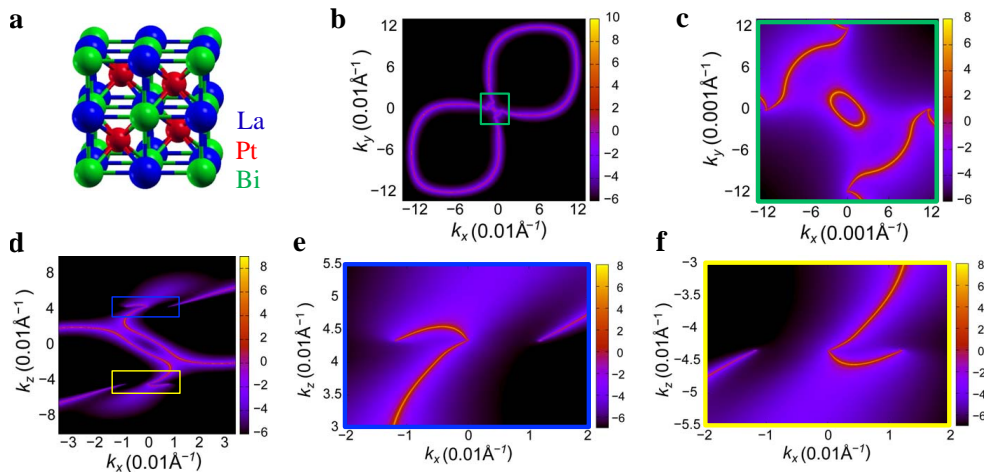 a
La
Pt
Bi
b
k_y (0.01Å⁻¹)
12
6
0
−6
−12
−12 −6 0 6 12
k_x (0.01Å⁻¹)
10
8
6
4
2
0
−2
−4
−6
c
k_y (0.001Å⁻¹)
12
6
0
−6
−12
−12 −6 0 6 12
k_x (0.001Å⁻¹)
8
6
4
2
0
−2
−4
−6
d
k_z (0.01Å⁻¹)
8
4
0
−4
−8
−3 −2 −1 0 1 2 3
k_x (0.01Å⁻¹)
8
6
4
2
0
−2
−4
−6
e
k_z (0.01Å⁻¹)
5.5
5
4.5
4
3.5
3
−2 −1 0 1 2
k_x (0.01Å⁻¹)
8
6
4
2
0
−2
−4
−6
f
k_z (0.01Å⁻¹)
−3
−3.5
−4
−4.5
−5
−5.5
−2 −1 0 1 2
k_x (0.01Å⁻¹)
8
6
4
2
0
−2
−4
−6